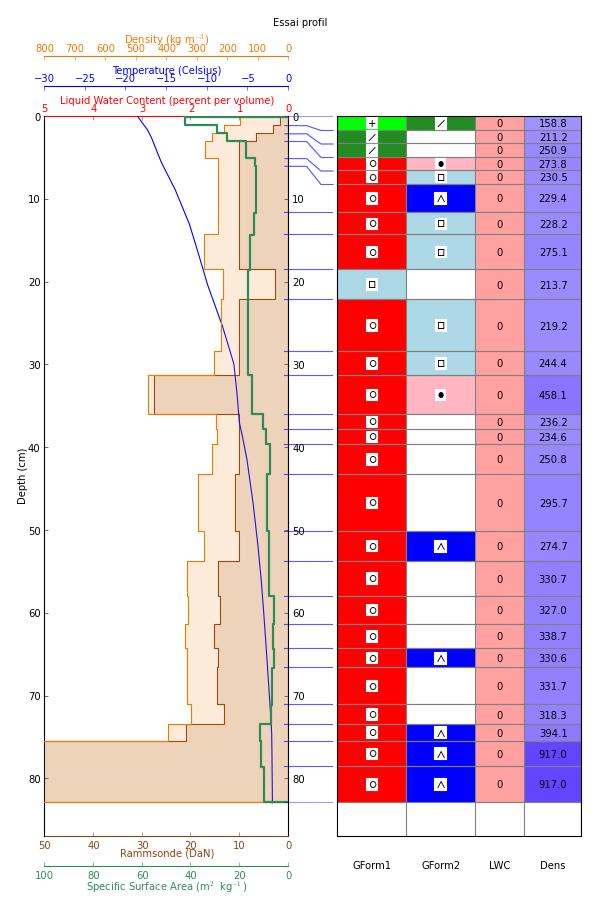 Essai profil
Density (kg m⁻³)
800 700 600 500 400 300 200 100 0
Temperature (Celsius)
−30 −25 −20 −15 −10 −5 0
Liquid Water Content (percent per volume)
5 4 3 2 1 0
0 0 + / 0 158.8
/ 0 211.2
/ 0 250.9
0 273.8
0 230.5
10 10 0 229.4
0 228.2
0 275.1
20 20 0 213.7
0 219.2
30 30 0 244.4
0 458.1
0 236.2
0 234.6
40 40 0 250.8
Depth (cm)
0 295.7
50 50 0 274.7
0 330.7
60 60 0 327.0
0 338.7
0 330.6
0 331.7
70 70 0 318.3
0 394.1
0 917.0
80 80 0 917.0
50 40 30 20 10 0
Rammsonde (DaN)
GForm1 GForm2 LWC Dens
100 80 60 40 20 0
Specific Surface Area (m² kg⁻¹)